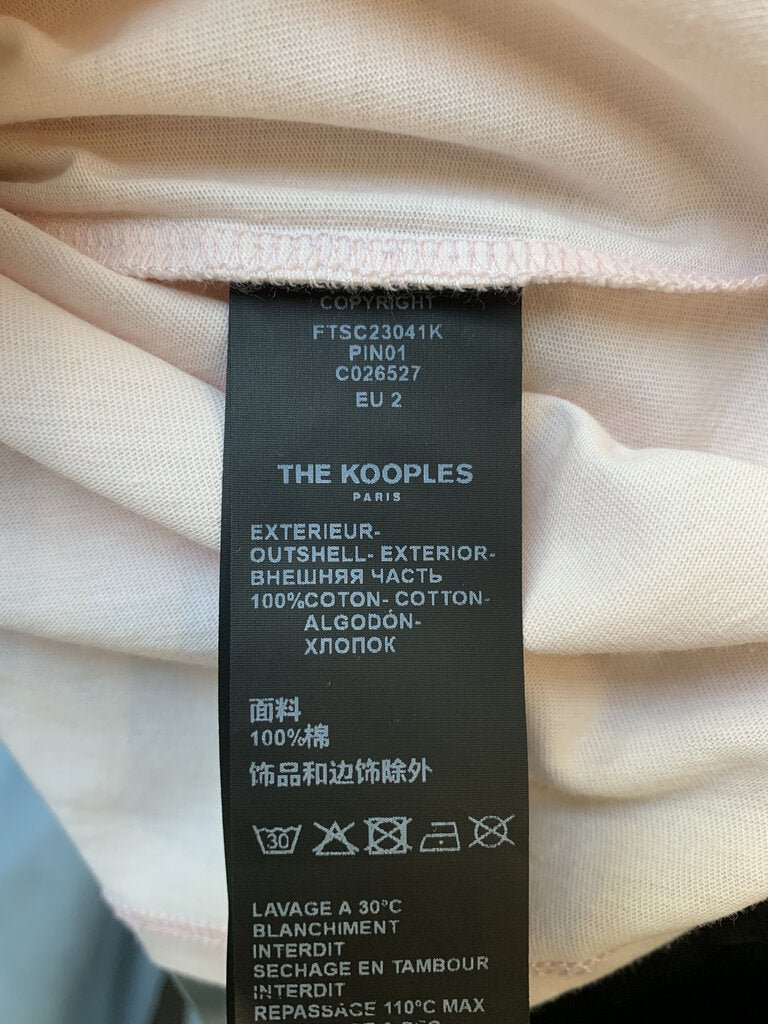 COPYRIGHT
FTSC23041K
PIN01
C026527
EU 2
THE KOOPLES
PARIS
EXTERIEUR-
OUTSHELL- EXTERIOR-
ВНЕШНЯЯ ЧАСТЬ
100%COTON- COTTON-
ALGODÓN-
ХЛОПОК
面料
100%棉
饰品和边饰除外
30
LAVAGE A 30°C
BLANCHIMENT
INTERDIT
SECHAGE EN TAMBOUR
INTERDIT
REPASSAGE 110°C MAX